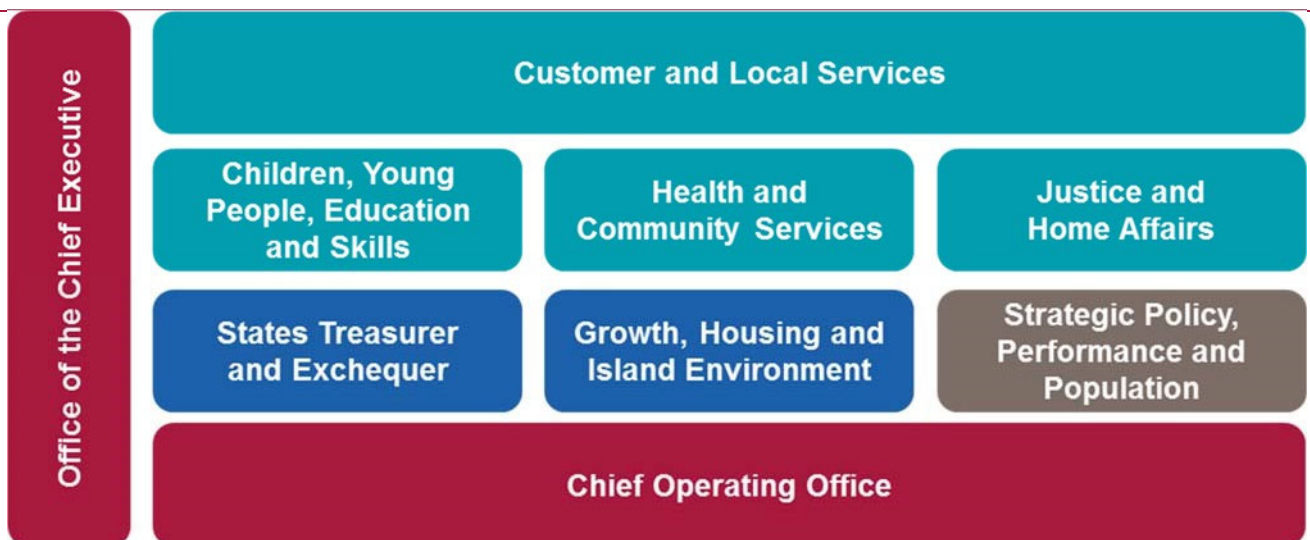 Office of the Chief Executive
Customer and Local Services
Children, Young
People, Education
and Skills
Health and
Community Services
Justice and
Home Affairs
States Treasurer
and Exchequer
Growth, Housing and
Island Environment
Strategic Policy,
Performance and
Population
Chief Operating Office